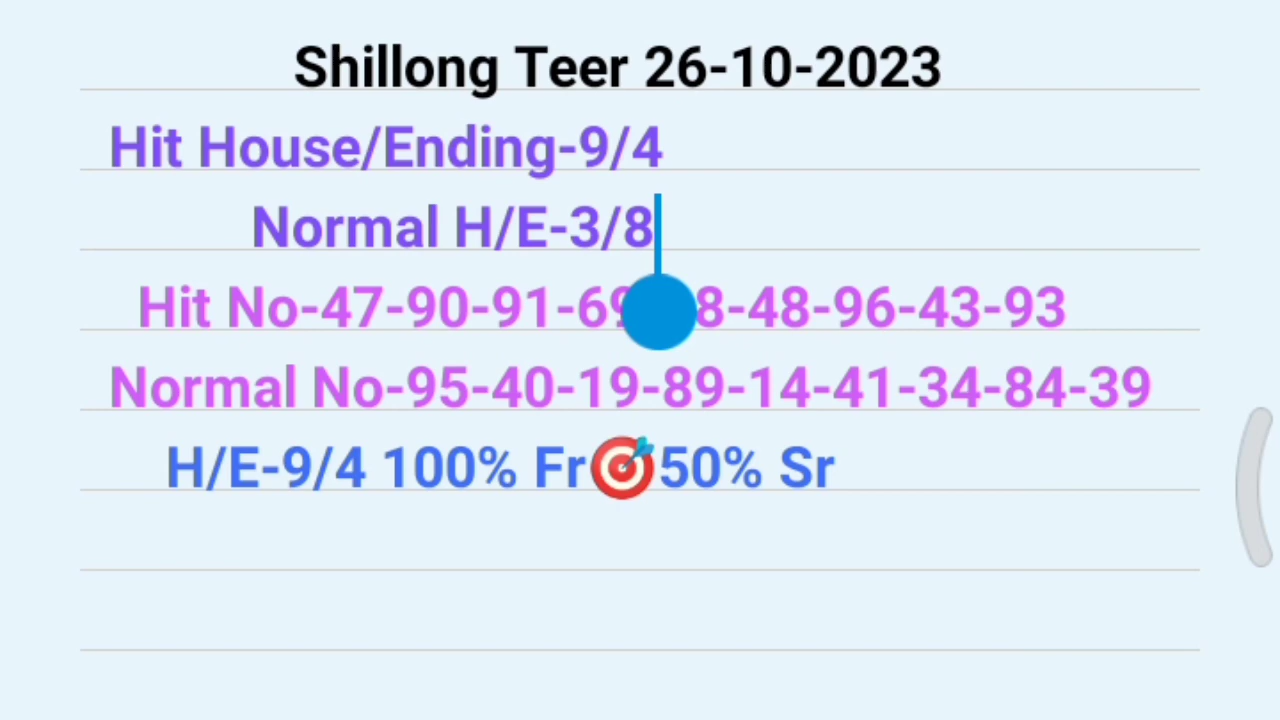 Shillong Teer 26-10-2023
Hit House/Ending-9/4
Normal H/E-3/8
Hit No-47-90-91-69 8-48-96-43-93
Normal No-95-40-19-89-14-41-34-84-39
H/E-9/4 100% Fr🎯50% Sr